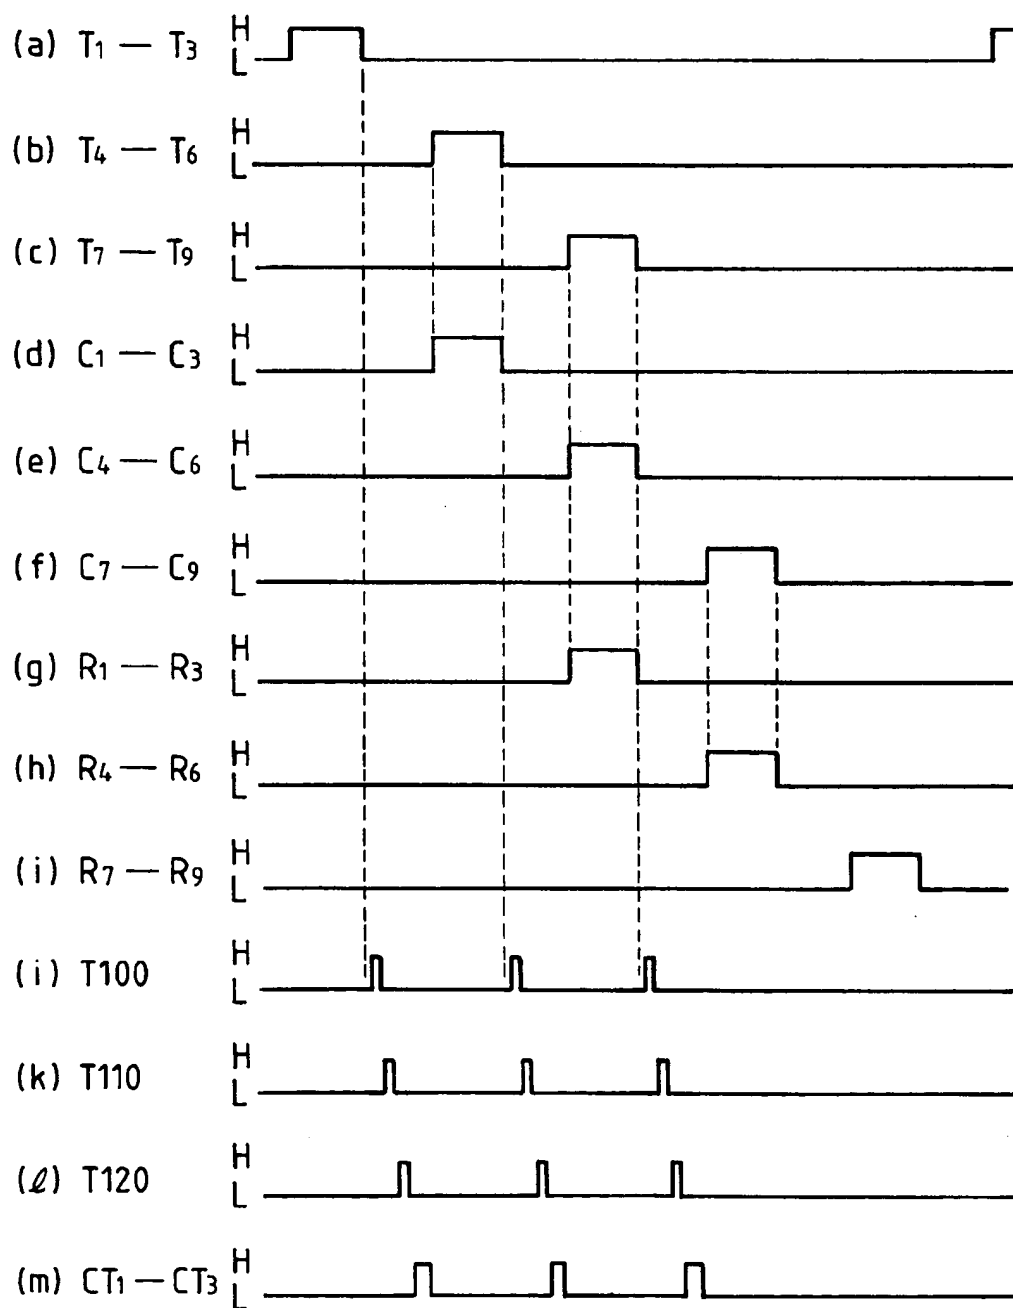 (a) T1 — T3 H L
(b) T4 — T6 H L
(c) T7 — T9 H L
(d) C1 — C3 H L
(e) C4 — C6 H L
(f) C7 — C9 H L
(g) R1 — R3 H L
(h) R4 — R6 H L
(i) R7 — R9 H L
(i) T100 H L
(k) T110 H L
(ℓ) T120 H L
(m) CT1 — CT3 H L